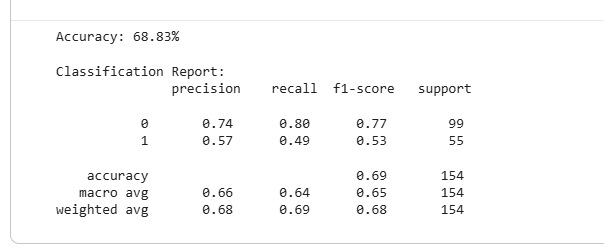 Accuracy: 68.83%
Classification Report:
precision recall f1-score support
0 0.74 0.80 0.77 99
1 0.57 0.49 0.53 55
accuracy 0.69 154
macro avg 0.66 0.64 0.65 154
weighted avg 0.68 0.69 0.68 154